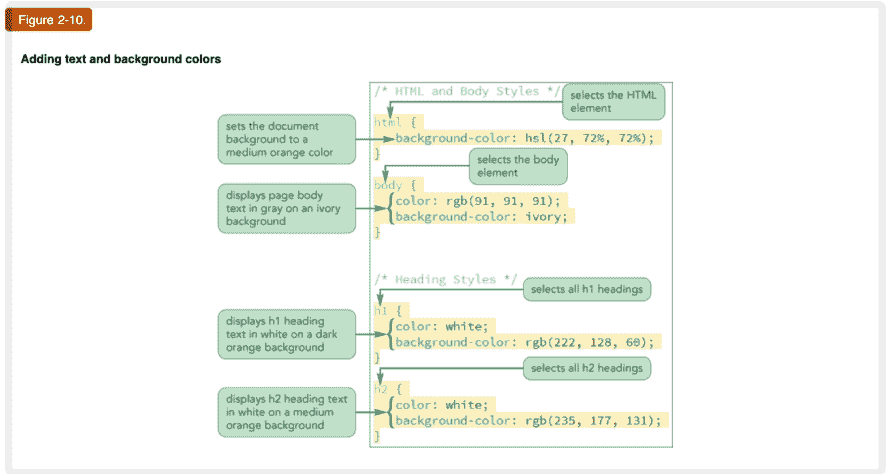 Figure 2-10.
Adding text and background colors
/* HTML and Body Styles */
selects the HTML
element
html {
sets the document
background to a
medium orange color
background-color: hsl(27, 72%, 72%);
}
selects the body
element
body {
displays page body
text in gray on an ivory
background
color: rgb(91, 91, 91);
background-color: ivory;
}
/* Heading Styles */
selects all h1 headings
h1 {
displays h1 heading
text in white on a dark
orange background
color: white;
background-color: rgb(222, 128, 60);
}
selects all h2 headings
h2 {
displays h2 heading text
in white on a medium
orange background
color: white;
background-color: rgb(235, 177, 131);
}